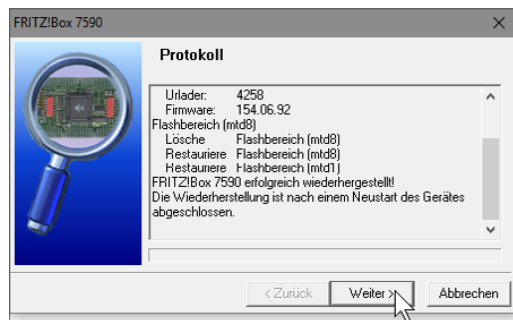 FRITZ!Box 7590
Protokoll
Urlader: 4258
Firmware: 154.06.92
Flashbereich (mtd8)
Lösche Flashbereich (mtd8)
Restauriere Flashbereich (mtd8)
Restauriere Flashbereich (mtd1)
FRITZ!Box 7590 erfolgreich wiederhergestellt!
Die Wiederherstellung ist nach einem Neustart des Gerätes
abgeschlossen.
< Zurück Weiter > Abbrechen